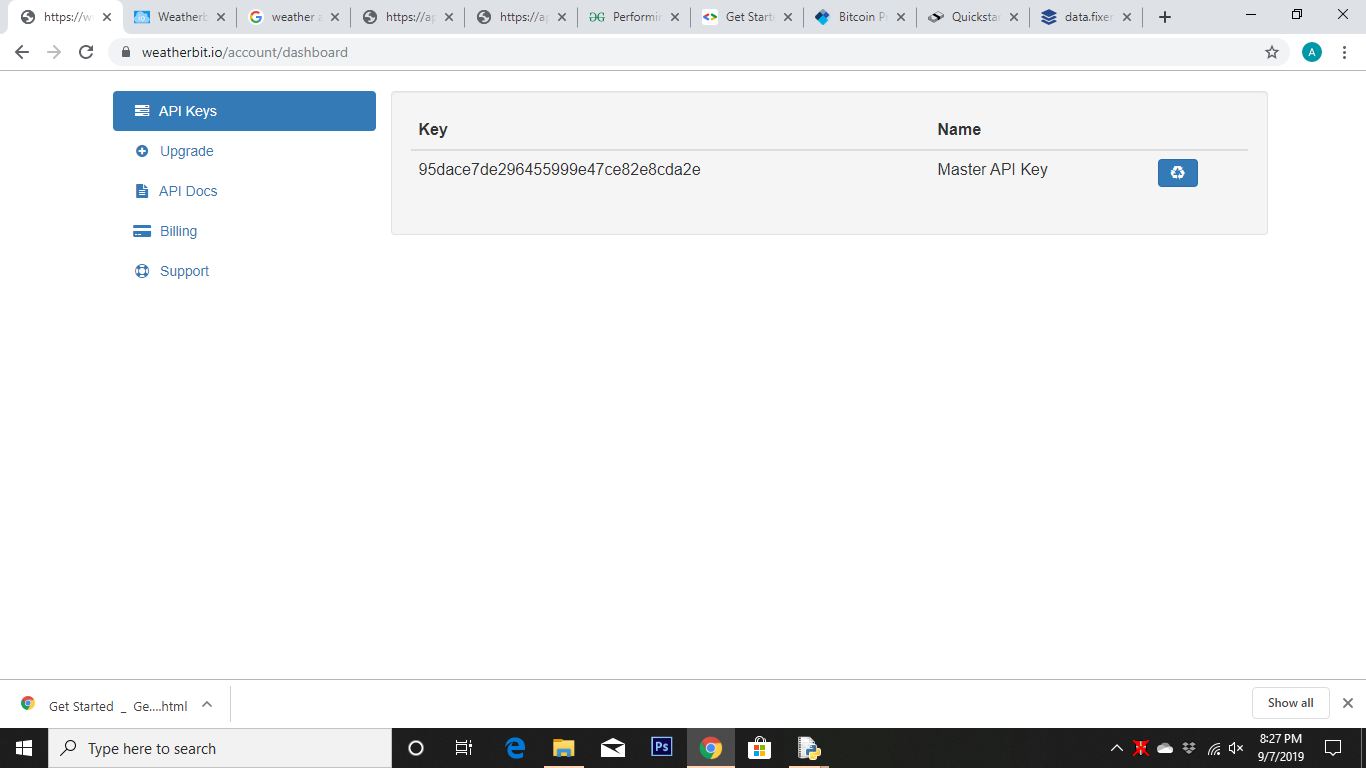 https://w
Weatherb
weather a
https://ap
https://ap
Performin
Get Starte
Bitcoin P
Quickstar
data.fixer
weatherbit.io/account/dashboard
A
API Keys
Upgrade
API Docs
Billing
Support
Key
Name
95dace7de296455999e47ce82e8cda2e
Master API Key
Get Started _ Ge....html
Show all
Type here to search
Ps
8:27 PM
9/7/2019